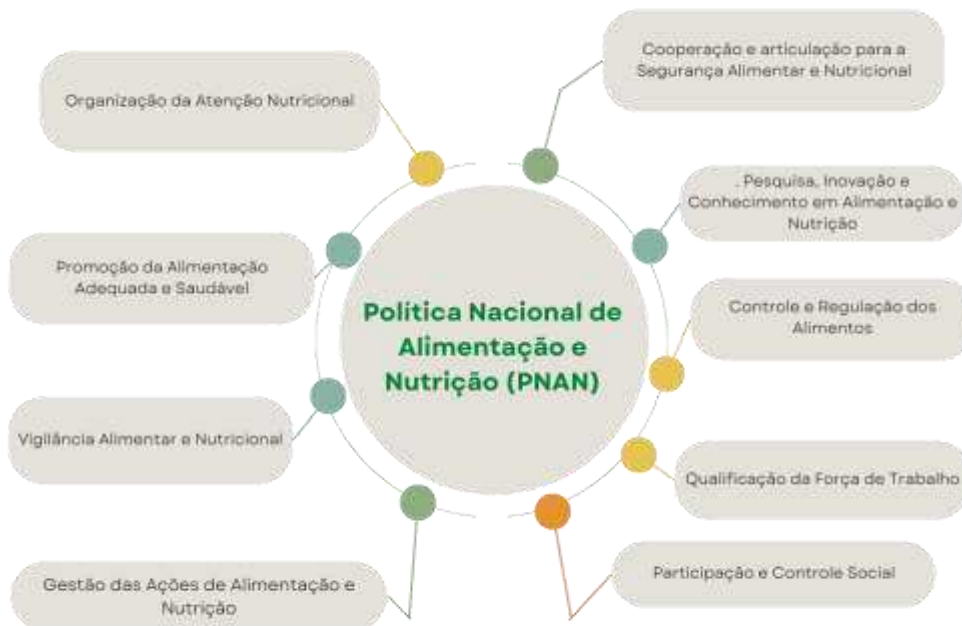 Organização da Atenção Nutricional
Cooperação e articulação para a
Segurança Alimentar e Nutricional
Promoção da Alimentação
Adequada e Saudável
. Pesquisa, Inovação e
Conhecimento em Alimentação e
Nutrição
Política Nacional de
Alimentação e
Nutrição (PNAN)
Controle e Regulação dos
Alimentos
Vigilância Alimentar e Nutricional
Qualificação da Força de Trabalho
Gestão das Ações de Alimentação e
Nutrição
Participação e Controle Social